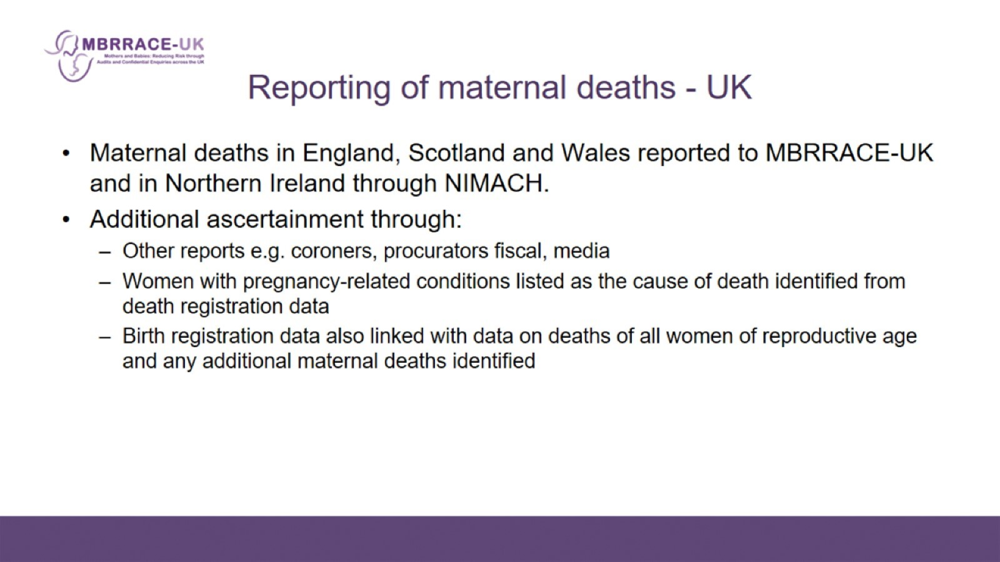 MBRRACE-UK
Mothers and Babies: Reducing Risk through
Audits and Confidential Enquiries across the UK
Reporting of maternal deaths - UK
• Maternal deaths in England, Scotland and Wales reported to MBRRACE-UK
and in Northern Ireland through NIMACH.
• Additional ascertainment through:
– Other reports e.g. coroners, procurators fiscal, media
– Women with pregnancy-related conditions listed as the cause of death identified from
death registration data
– Birth registration data also linked with data on deaths of all women of reproductive age
and any additional maternal deaths identified